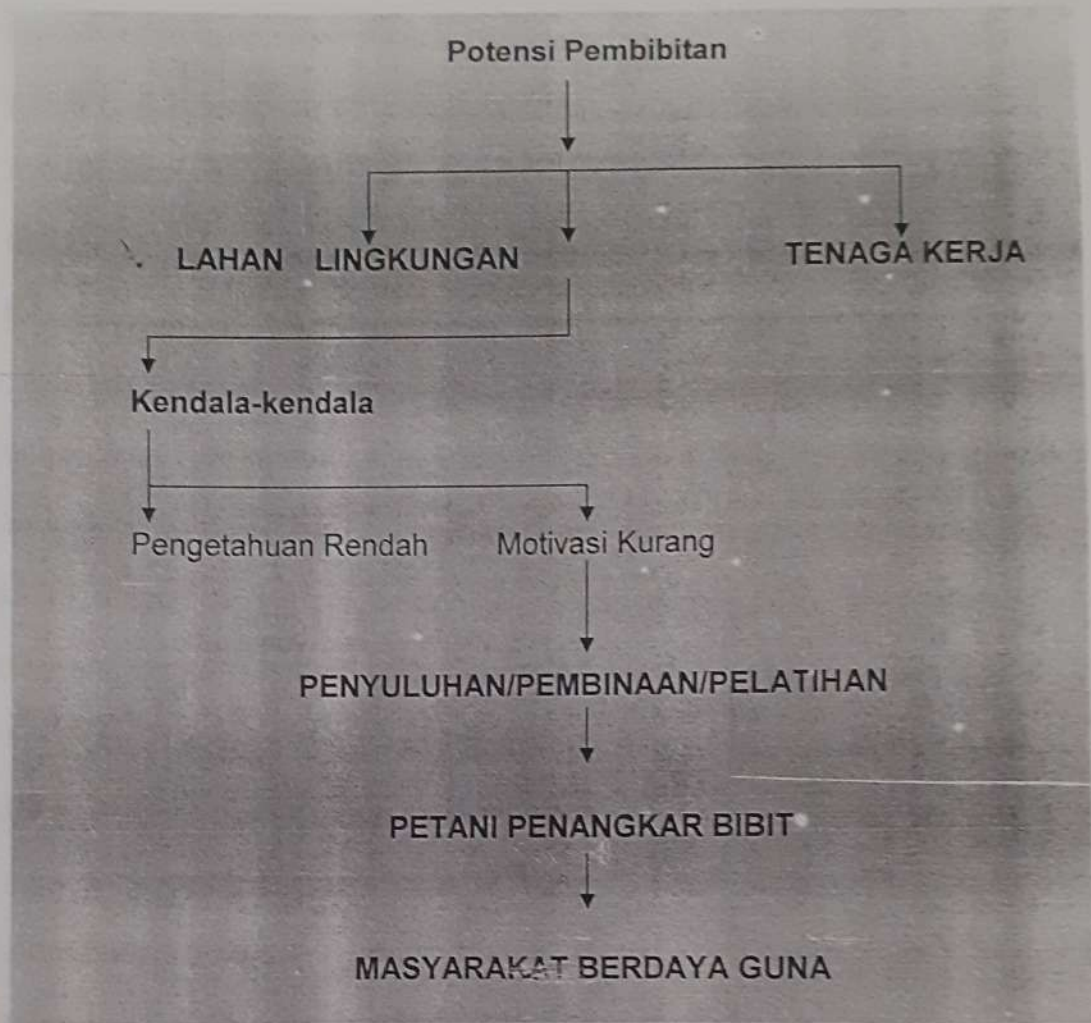 Potensi Pembibitan
LAHAN LINGKUNGAN TENAGA KERJA
Kendala-kendala
Pengetahuan Rendah Motivasi Kurang
PENYULUHAN/PEMBINAAN/PELATIHAN
PETANI PENANGKAR BIBIT
MASYARAKAT BERDAYA GUNA